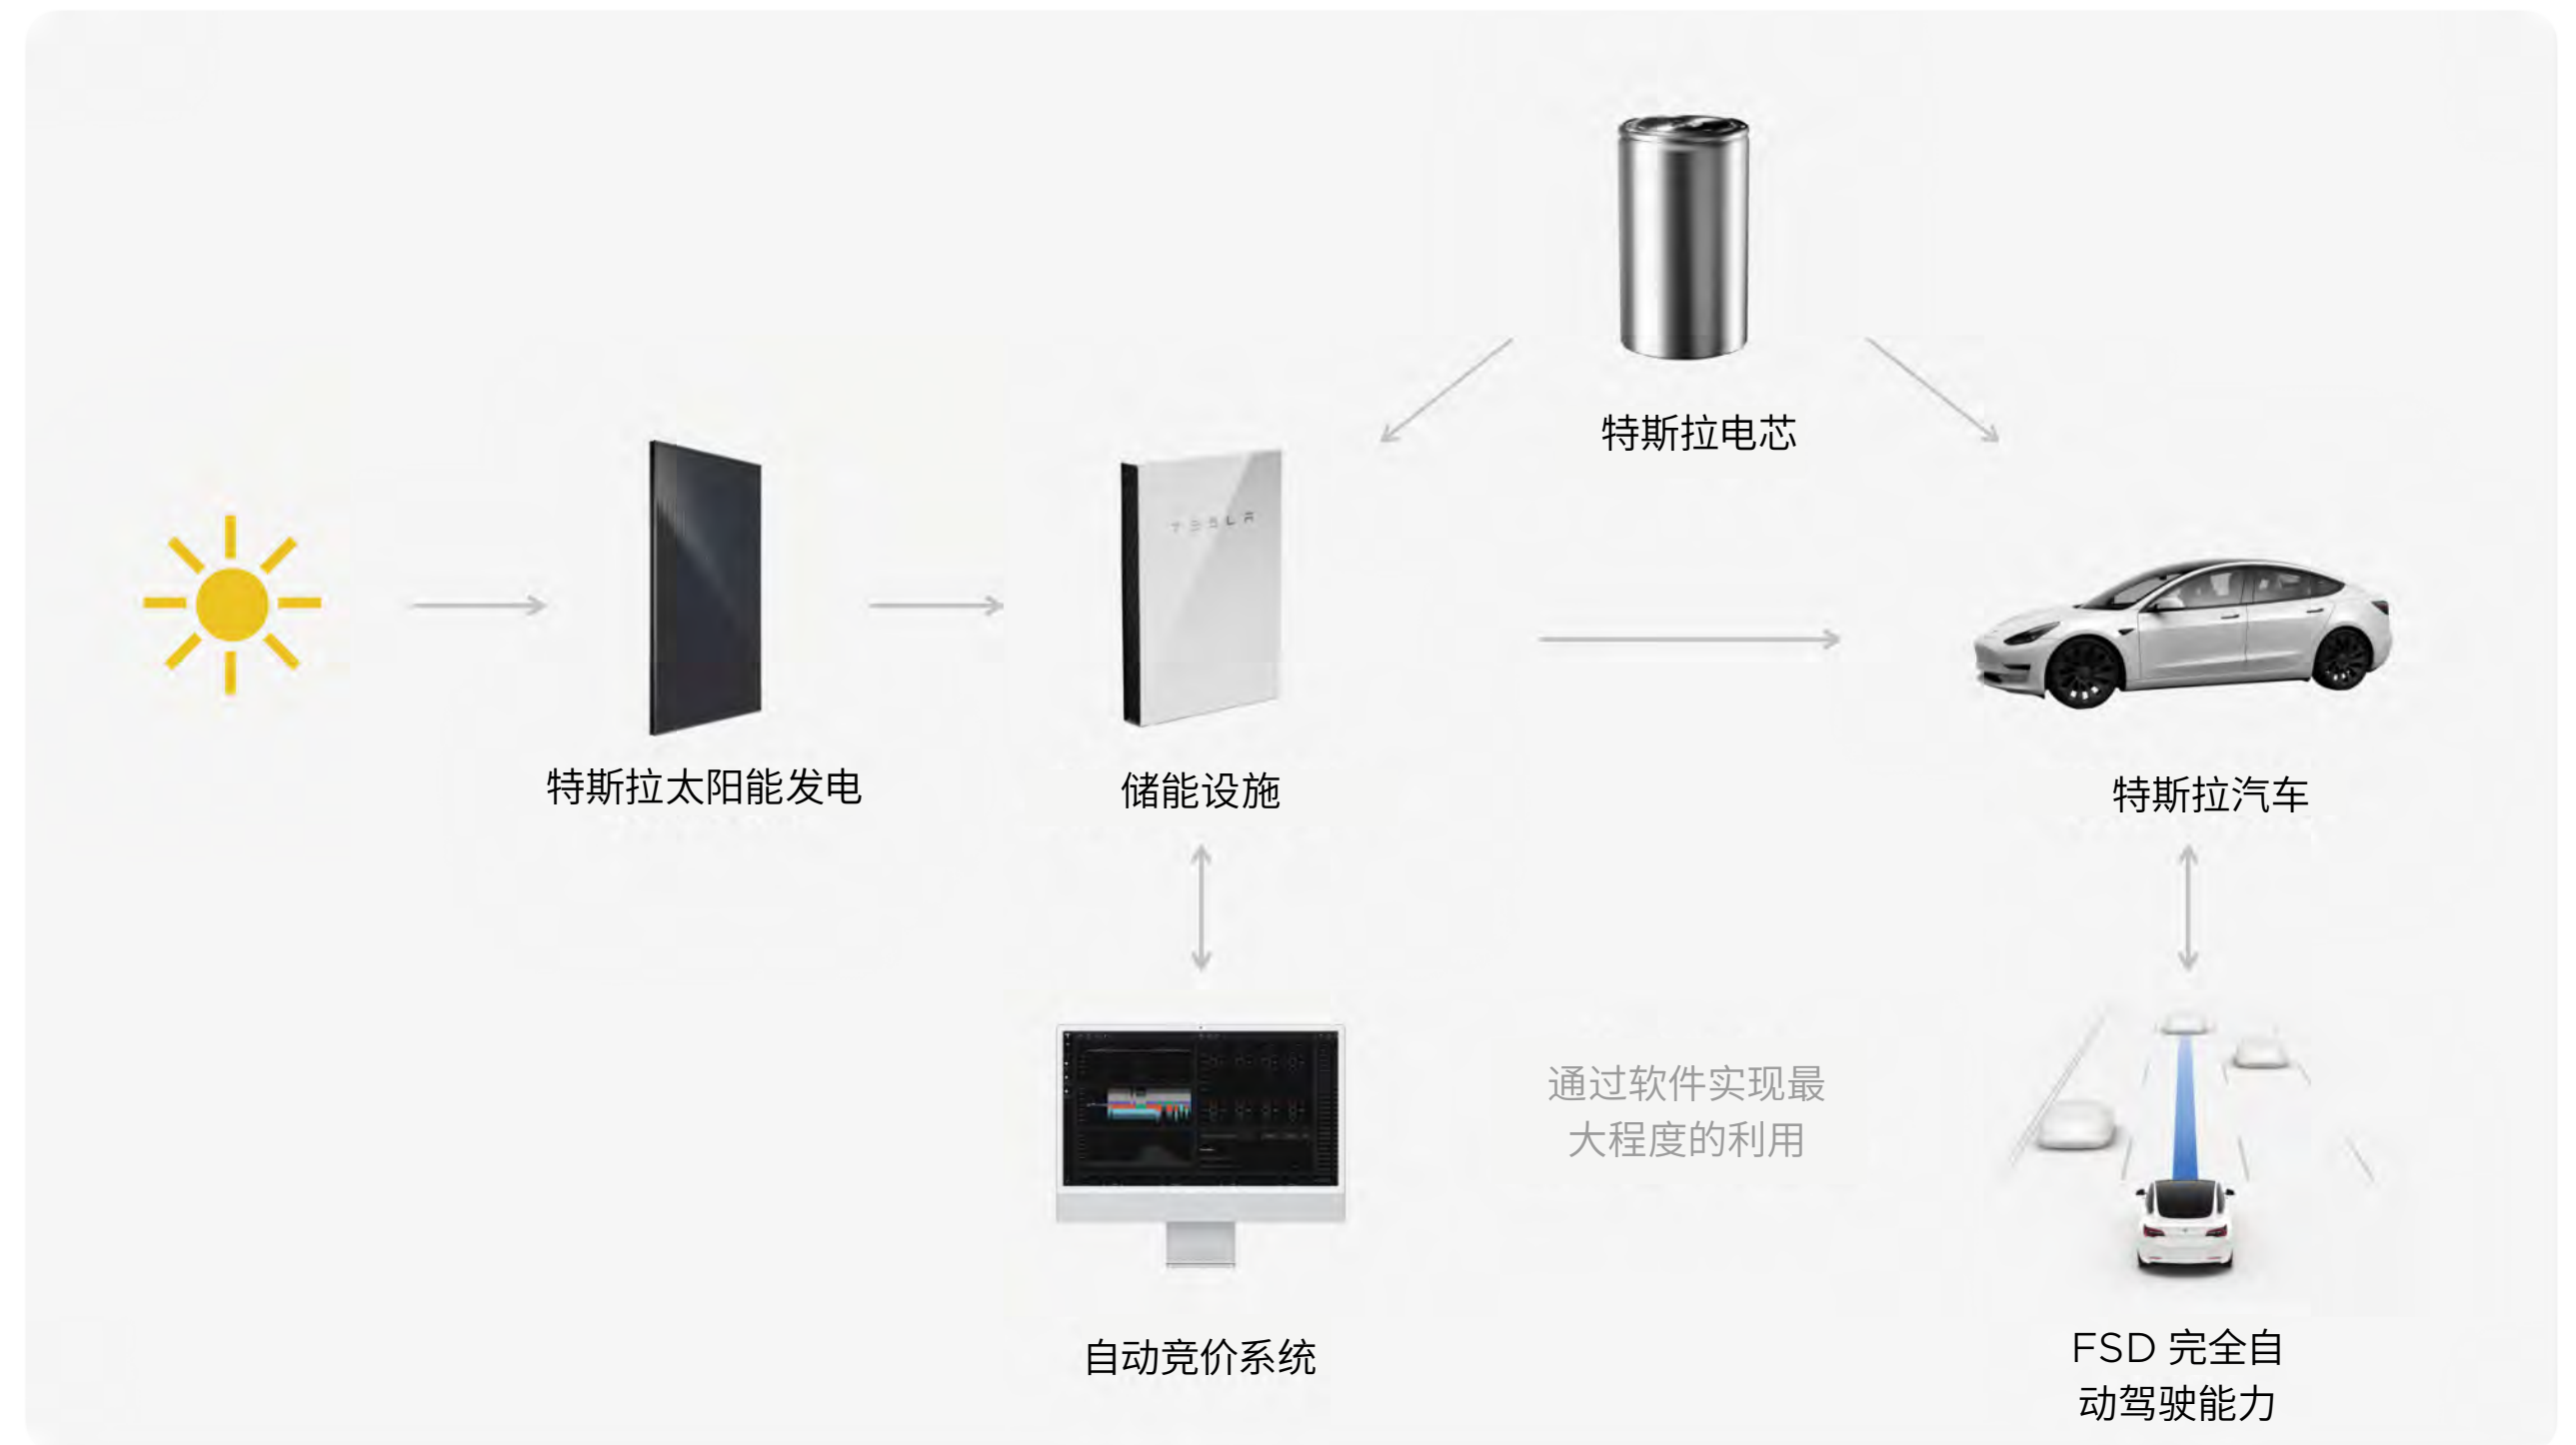 特斯拉电芯
TESLA
特斯拉太阳能发电
储能设施
特斯拉汽车
通过软件实现最
大程度的利用
自动竞价系统
FSD 完全自
动驾驶能力